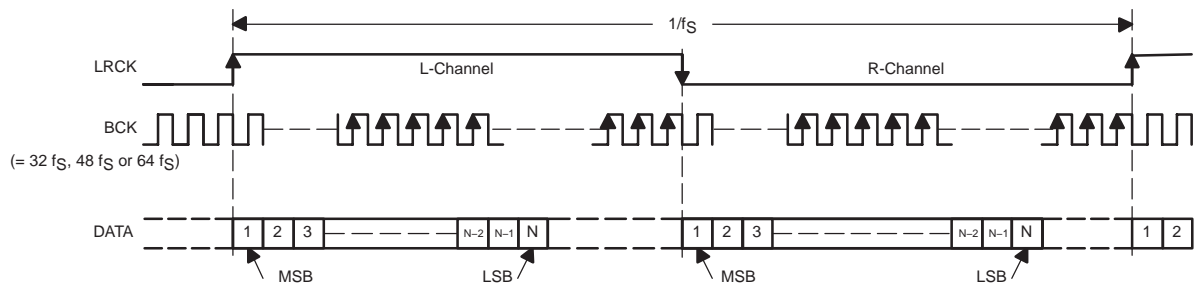 1/fS
LRCK
L-Channel
R-Channel
BCK
(= 32 fS, 48 fS or 64 fS)
DATA
1 2 3 N–2 N–1 N 1 2 3 N–2 N–1 N 1 2
MSB LSB MSB LSB